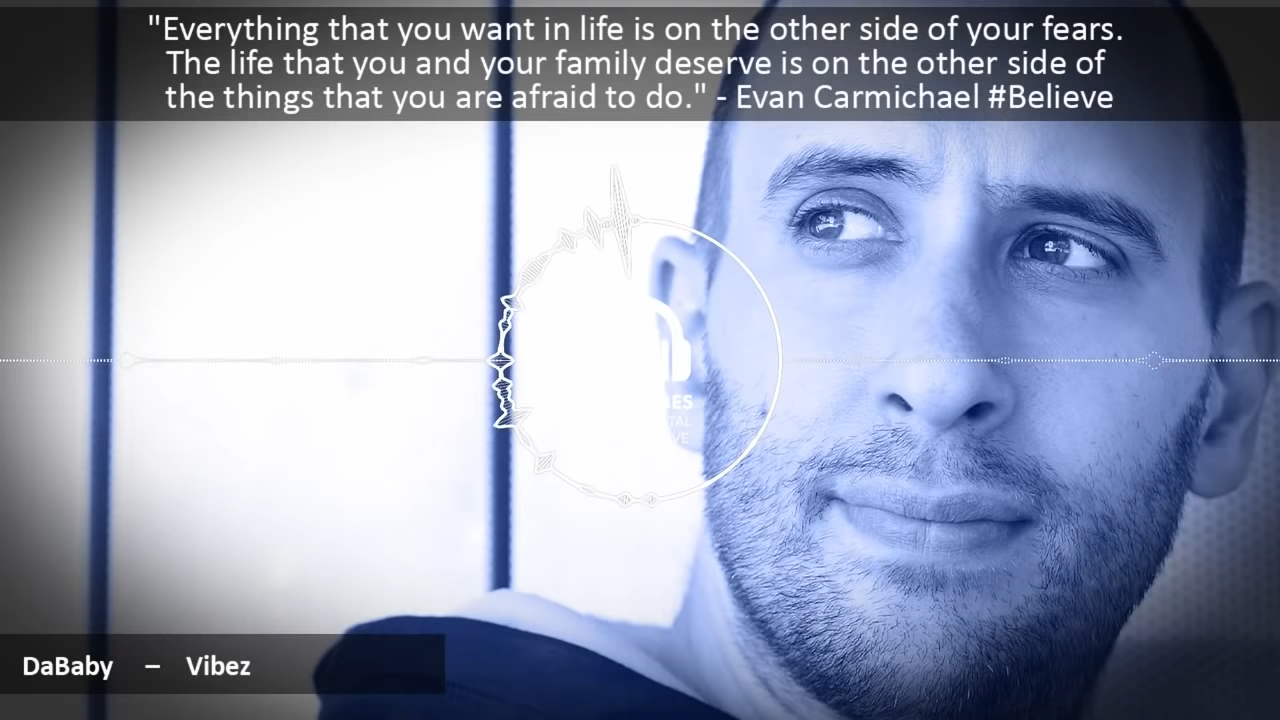 "Everything that you want in life is on the other side of your fears.
The life that you and your family deserve is on the other side of
the things that you are afraid to do." - Evan Carmichael #Believe
DaBaby – Vibez